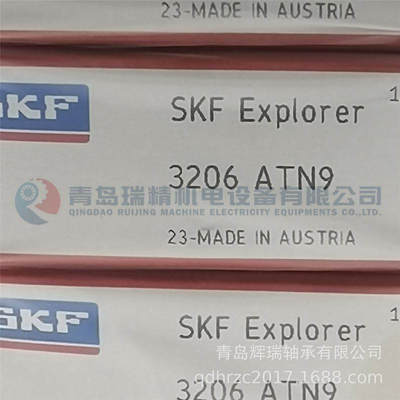 23-MADE IN AUSTRIA
SKF
SKF Explorer
1
3206 ATN9
青岛瑞精机电设备有限公司
QINGDAO RUIJING MACHINE ELECTRICITY EQUIPMENTS CO.,LTD.
23-MADE IN AUSTRIA
SKF
SKF Explorer
1
青岛辉瑞轴承有限公司
3206 ATN9
qdhrzc2017.1688.com